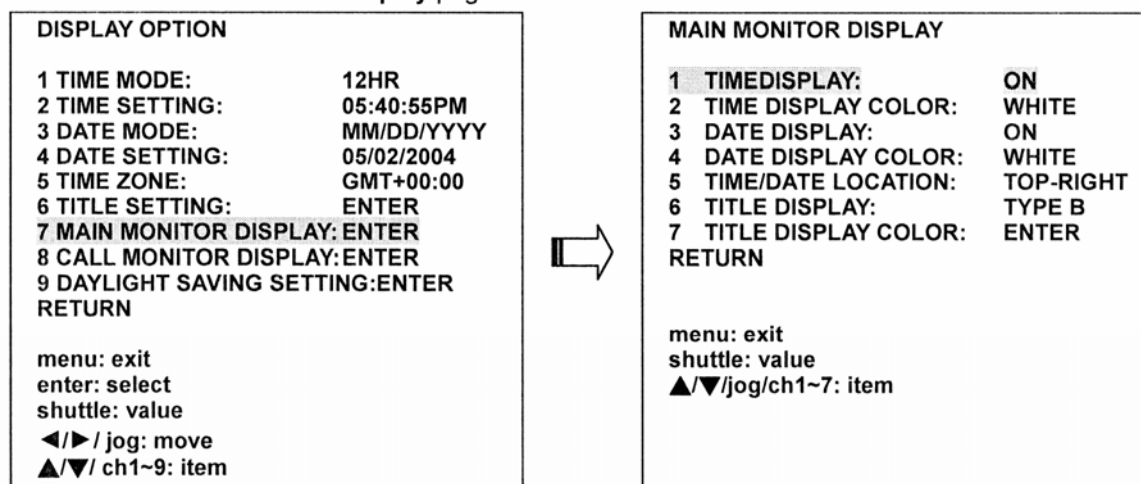 DISPLAY OPTION
1 TIME MODE: 12HR
2 TIME SETTING: 05:40:55PM
3 DATE MODE: MM/DD/YYYY
4 DATE SETTING: 05/02/2004
5 TIME ZONE: GMT+00:00
6 TITLE SETTING: ENTER
7 MAIN MONITOR DISPLAY: ENTER
8 CALL MONITOR DISPLAY: ENTER
9 DAYLIGHT SAVING SETTING:ENTER
RETURN
menu: exit
enter: select
shuttle: value
◀/▶ / jog: move
▲/▼/ ch1~9: item
MAIN MONITOR DISPLAY
1 TIMEDISPLAY: ON
2 TIME DISPLAY COLOR: WHITE
3 DATE DISPLAY: ON
4 DATE DISPLAY COLOR: WHITE
5 TIME/DATE LOCATION: TOP-RIGHT
6 TITLE DISPLAY: TYPE B
7 TITLE DISPLAY COLOR: ENTER
RETURN
menu: exit
shuttle: value
▲/▼/jog/ch1~7: item